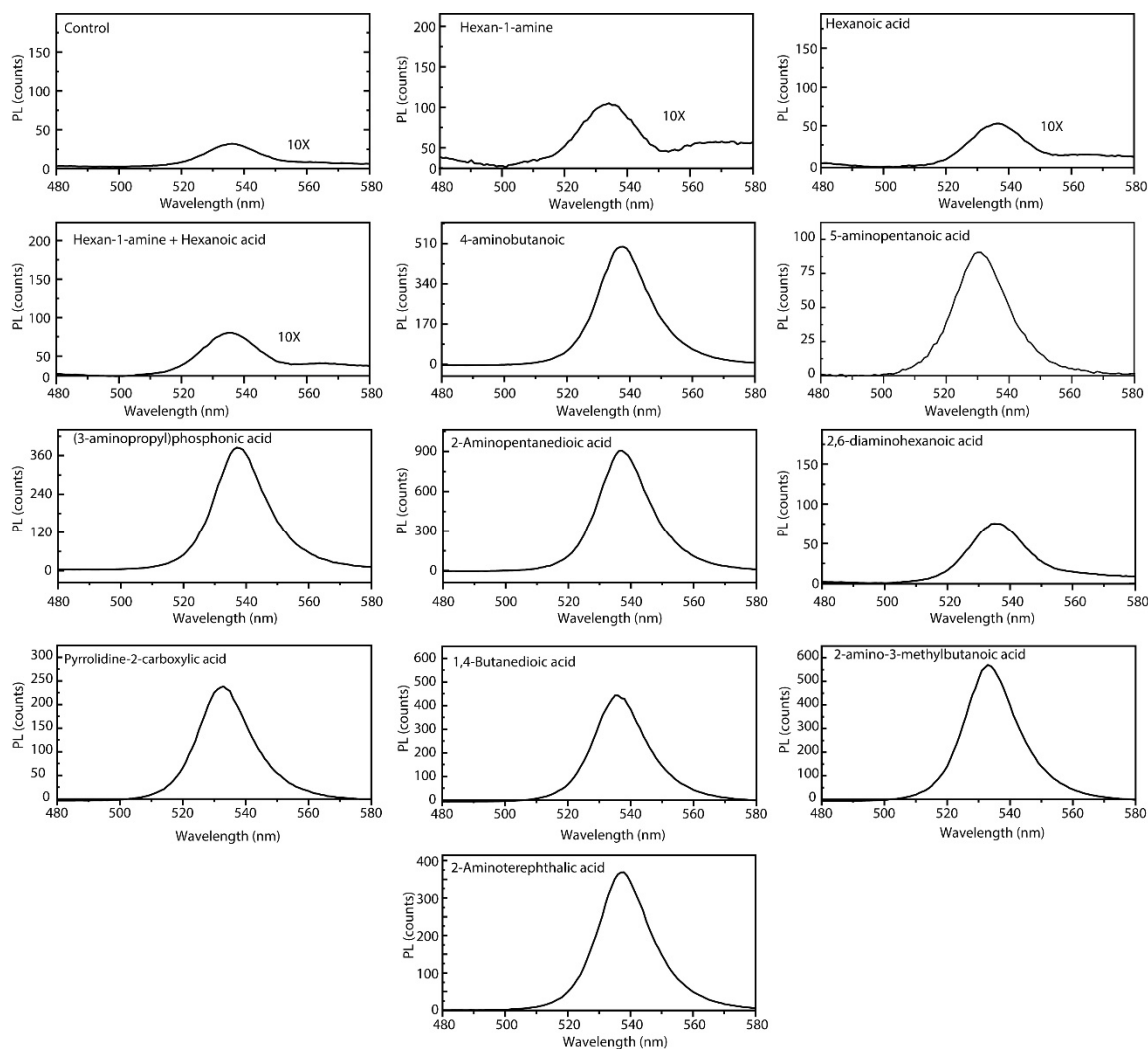 Control
PL (counts)
150
100
50
0
10X
480 500 520 540 560 580
Wavelength (nm)
Hexan-1-amine
PL (counts)
200
150
100
50
0
10X
480 500 520 540 560 580
Wavelength (nm)
Hexanoic acid
PL (counts)
150
100
50
0
10X
480 500 520 540 560 580
Wavelength (nm)
Hexan-1-amine + Hexanoic acid
PL (counts)
200
150
100
50
0
10X
480 500 520 540 560 580
Wavelength (nm)
4-aminobutanoic
PL (counts)
510
340
170
0
480 500 520 540 560 580
Wavelength (nm)
5-aminopentanoic acid
PL (counts)
100
75
50
25
0
480 500 520 540 560 580
Wavelength (nm)
(3-aminopropyl)phosphonic acid
PL (counts)
360
240
120
0
480 500 520 540 560 580
Wavelength (nm)
2-Aminopentanedioic acid
PL (counts)
900
600
300
0
480 500 520 540 560 580
Wavelength (nm)
2,6-diaminohexanoic acid
PL (counts)
150
100
50
0
480 500 520 540 560 580
Wavelength (nm)
Pyrrolidine-2-carboxylic acid
PL (counts)
300
250
200
150
100
50
0
480 500 520 540 560 580
Wavelength (nm)
1,4-Butanedioic acid
PL (counts)
600
500
400
300
200
100
0
480 500 520 540 560 580
Wavelength (nm)
2-amino-3-methylbutanoic acid
PL (counts)
600
500
400
300
200
100
0
480 500 520 540 560 580
Wavelength (nm)
2-Aminoterephthalic acid
PL (counts)
400
300
370
100
0
480 500 520 540 560 580
Wavelength (nm)